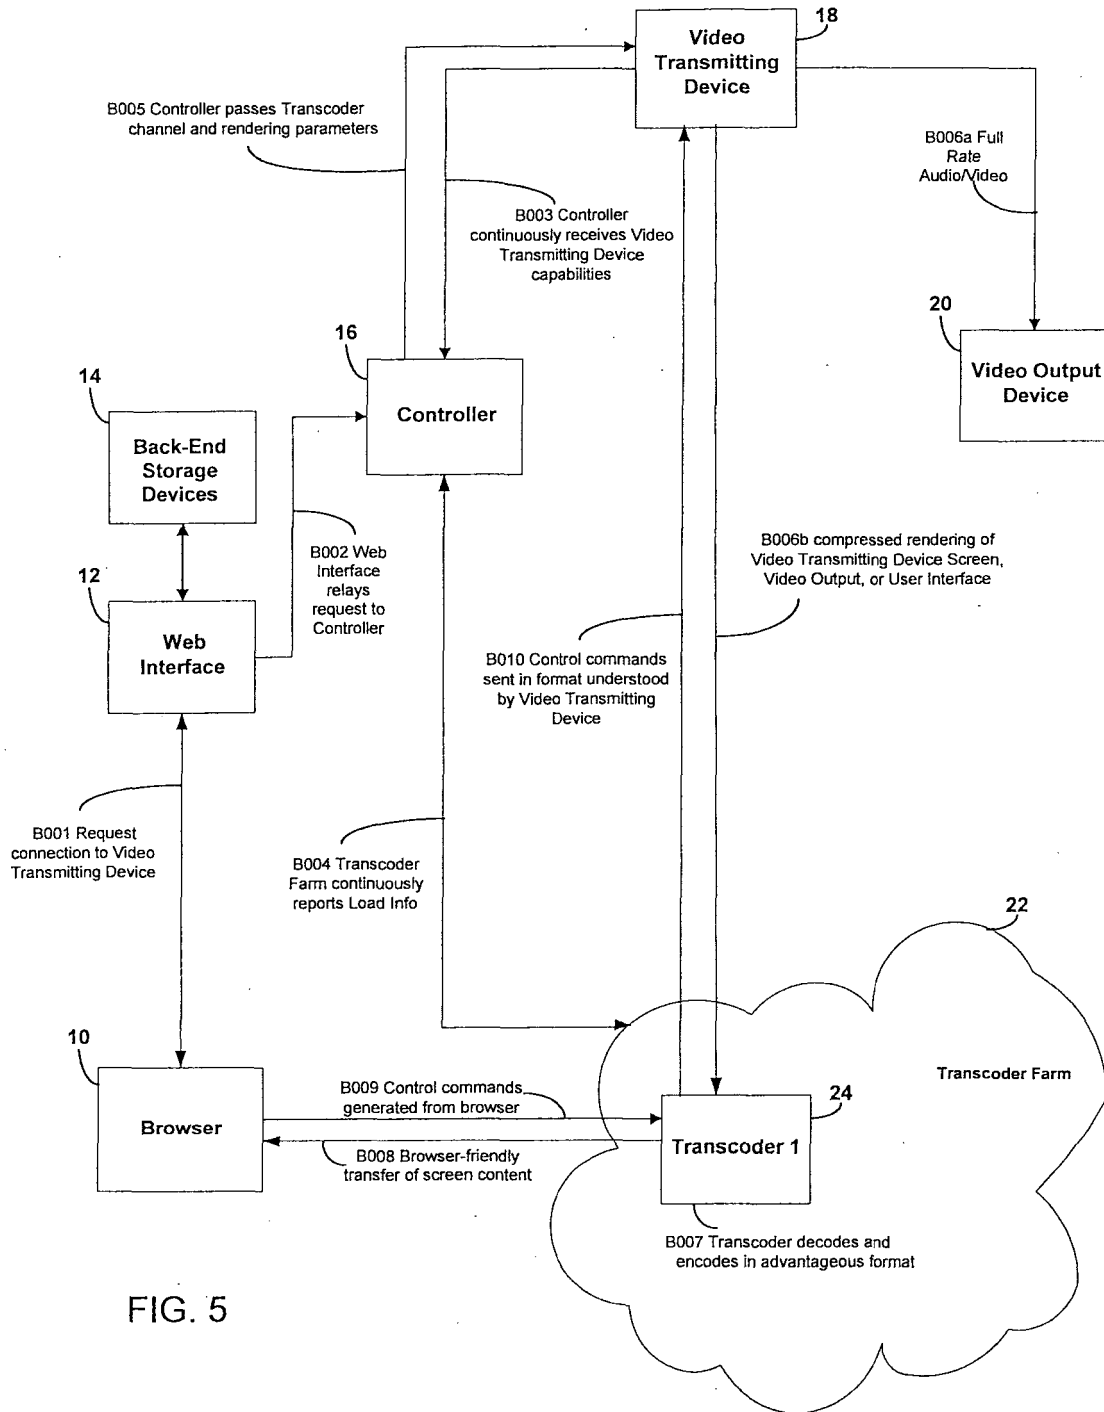 18
Video
Transmitting
Device
B005 Controller passes Transcoder
channel and rendering parameters
B006a Full
Rate
Audio/Video
B003 Controller
continuously receives Video
Transmitting Device
capabilities
16
Controller
20
Video Output
Device
14
Back-End
Storage
Devices
B002 Web
Interface
relays
request to
Controller
B006b compressed rendering of
Video Transmitting Device Screen,
Video Output, or User Interface
12
Web
Interface
B010 Control commands
sent in format understood
by Video Transmitting
Device
B001 Request
connection to Video
Transmitting Device
B004 Transcoder
Farm continuously
reports Load Info
22
Transcoder Farm
10
Browser
B009 Control commands
generated from browser
B008 Browser-friendly
transfer of screen content
24
Transcoder 1
B007 Transcoder decodes and
encodes in advantageous format
FIG. 5